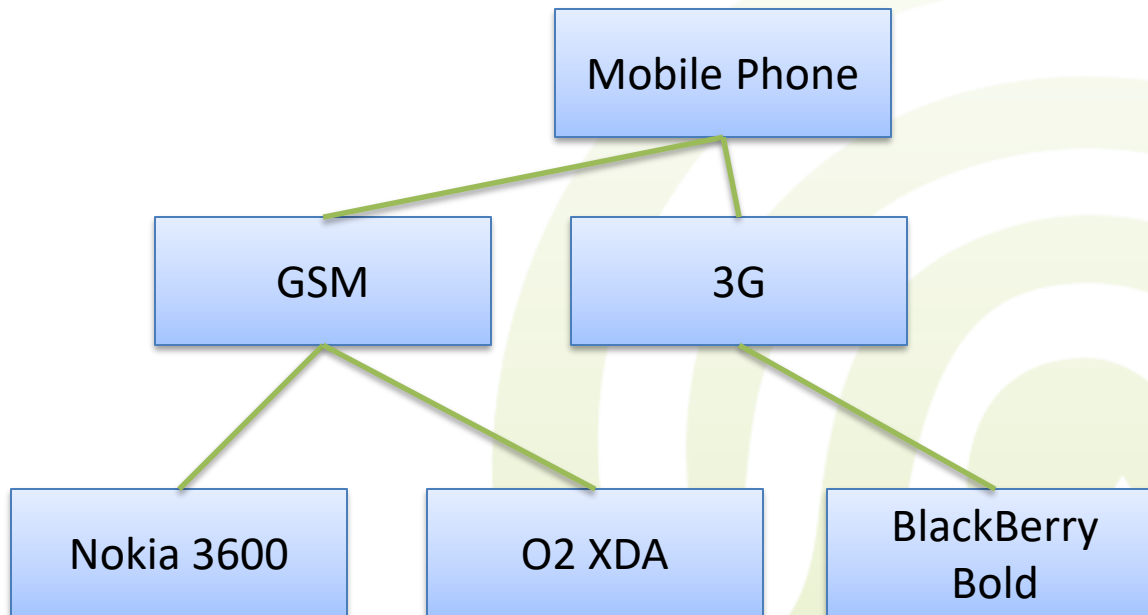 Mobile Phone
GSM
3G
Nokia 3600
O2 XDA
BlackBerry
Bold